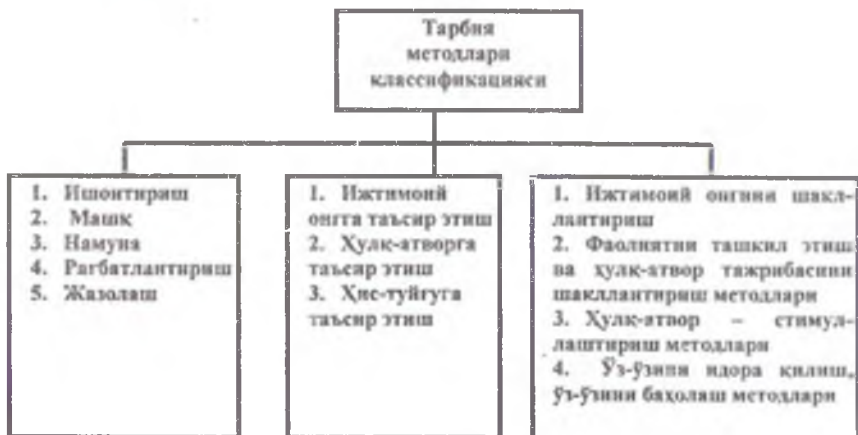 Тарбия
методлари
классификацияси
1. Ишонтириш
2. Машқ
3. Намуна
4. Рағбатлантириш
5. Жазолаш
1. Ижтимоий
онгга таъсир этиш
2. Хулқ-атворга
таъсир этиш
3. Ҳис-туйғуга
таъсир этиш
1. Ижтимоий онгини шакл-
лантириш
2. Фаолиятни ташкил этиш
ва хулқ-атвор тажрибасини
шакллантириш методлари
3. Хулқ-атвор – стимул-
лаштириш методлари
4. Ўз-ўзини идора қилиш,
ўз-ўзини баҳолаш методлари